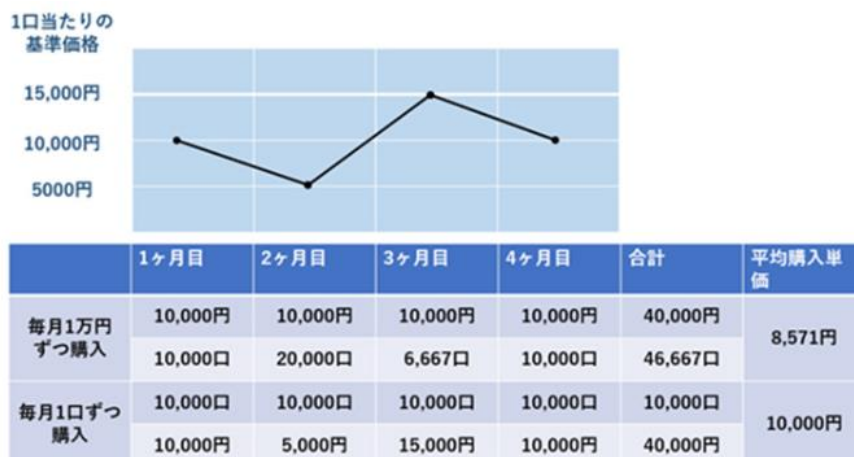 1口当たりの
基準価格
15,000円
10,000円
5000円
1ヶ月目 2ヶ月目 3ヶ月目 4ヶ月目 合計 平均購入単
価
毎月1万円
ずつ購入
10,000円 10,000円 10,000円 10,000円 40,000円
8,571円
10,000口 20,000口 6,667口 10,000口 46,667口
毎月1口ずつ
購入
10,000口 10,000口 10,000口 10,000口 10,000口
10,000円
10,000円 5,000円 15,000円 10,000円 40,000円